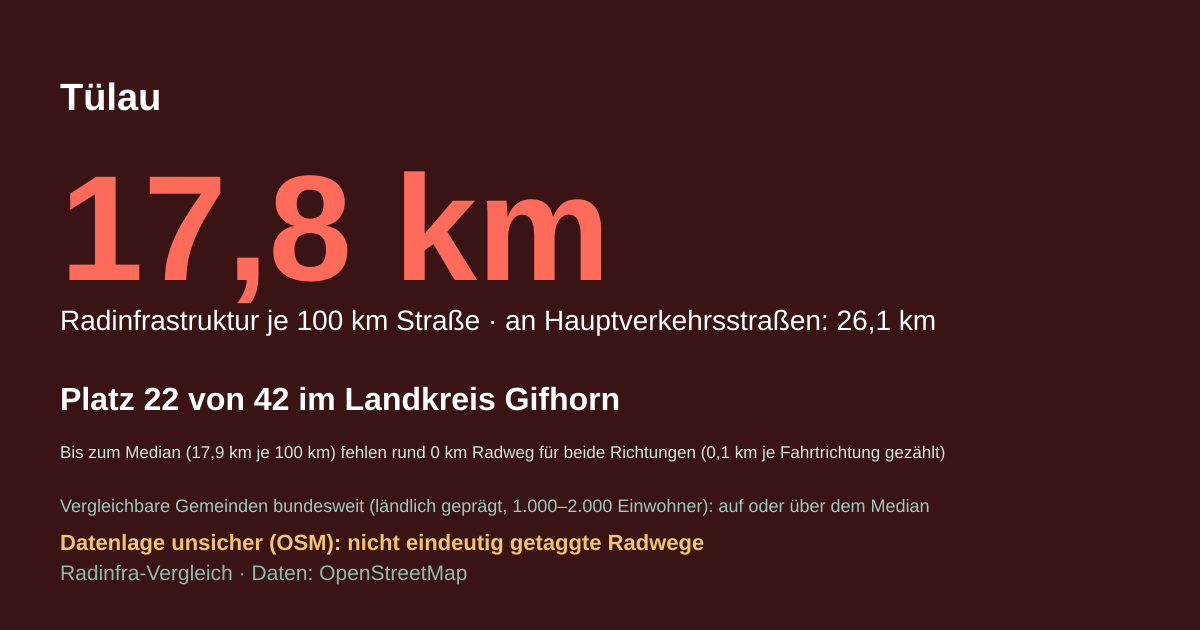 Tülau
17,8 km
Radinfrastruktur je 100 km Straße · an Hauptverkehrsstraßen: 26,1 km
Platz 22 von 42 im Landkreis Gifhorn
Bis zum Median (17,9 km je 100 km) fehlen rund 0 km Radweg für beide Richtungen (0,1 km je Fahrtrichtung gezählt)
Vergleichbare Gemeinden bundesweit (ländlich geprägt, 1.000–2.000 Einwohner): auf oder über dem Median
Datenlage unsicher (OSM): nicht eindeutig getaggte Radwege
Radinfra-Vergleich · Daten: OpenStreetMap